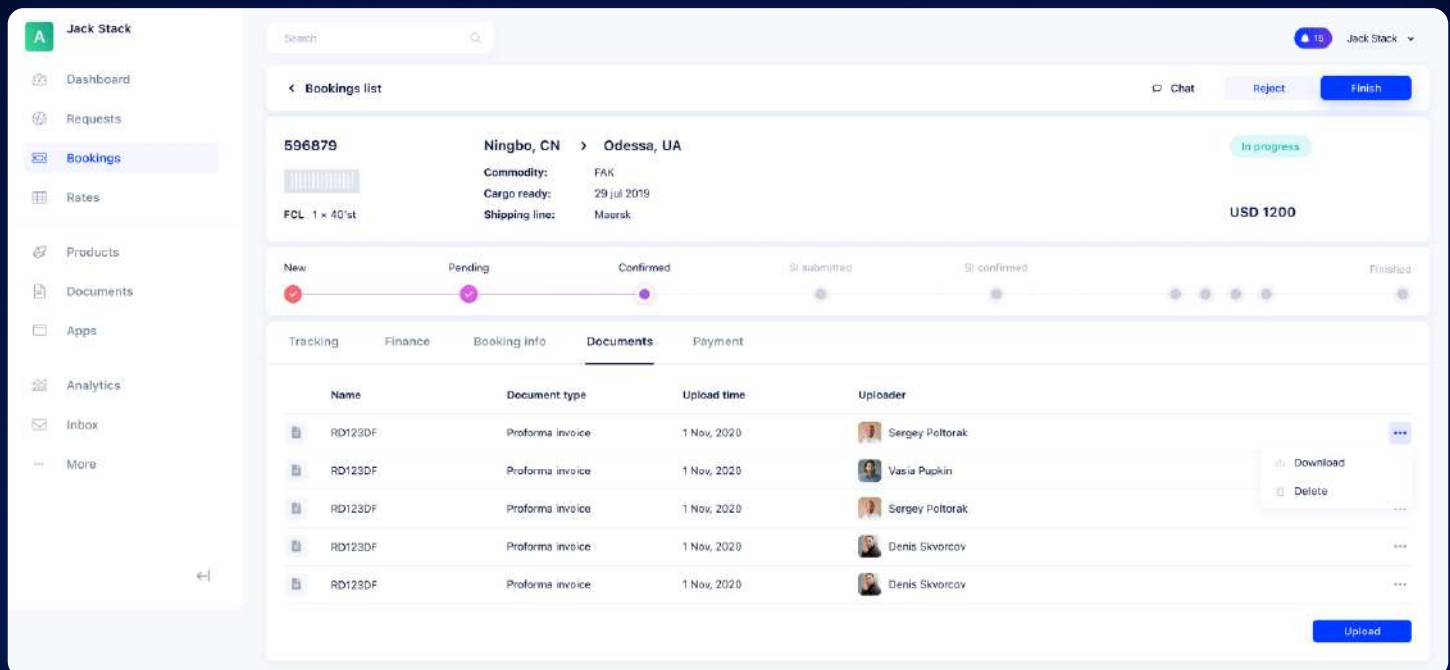 A Jack Stack
Dashboard
Requests
Bookings
Rates
Products
Documents
Apps
Analytics
Inbox
More
Search
15 Jack Stack
Bookings list
Chat Reject Finish
596879
FCL 1 × 40'st
Ningbo, CN > Odessa, UA
Commodity: FAK
Cargo ready: 29 jul 2019
Shipping line: Maersk
In progress
USD 1200
New Pending Confirmed SI submitted SI confirmed Finished
Tracking Finance Booking info Documents Payment
Name Document type Upload time Uploader
RD123DF Proforma invoice 1 Nov, 2020 Sergey Poltorak
RD123DF Proforma invoice 1 Nov, 2020 Vasia Pupkin
RD123DF Proforma invoice 1 Nov, 2020 Sergey Poltorak
RD123DF Proforma invoice 1 Nov, 2020 Denis Skvorcov
RD123DF Proforma invoice 1 Nov, 2020 Denis Skvorcov
Download
Delete
Upload